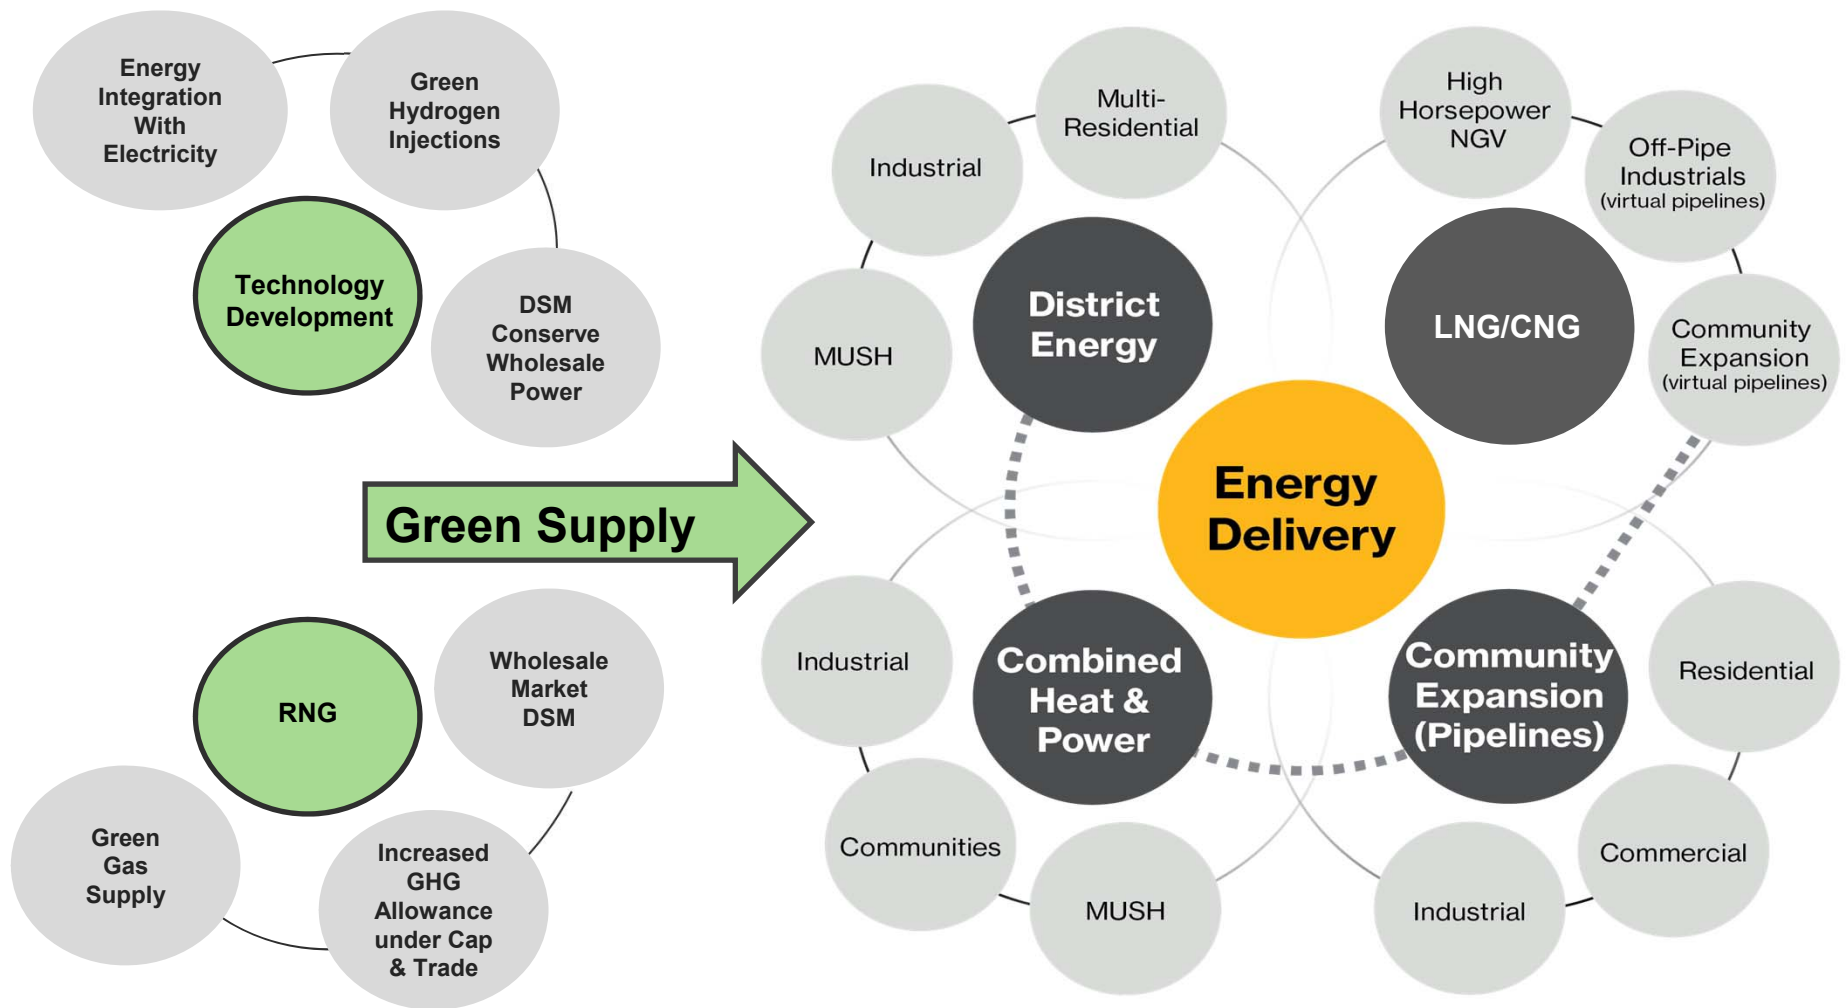 Energy
Integration
With
Electricity
Green
Hydrogen
Injections
Technology
Development
DSM
Conserve
Wholesale
Power
Green Supply
RNG
Wholesale
Market
DSM
Green
Gas
Supply
Increased
GHG
Allowance
under Cap
& Trade
Multi-
Residential
Industrial
MUSH
District
Energy
High
Horsepower
NGV
Off-Pipe
Industrials
(virtual pipelines)
LNG/CNG
Community
Expansion
(virtual pipelines)
Energy
Delivery
Industrial
Combined
Heat &
Power
Communities
MUSH
Community
Expansion
(Pipelines)
Residential
Commercial
Industrial